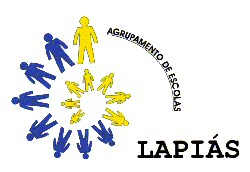 AGRUPAMENTO DE ESCOLAS
LAPIÁS